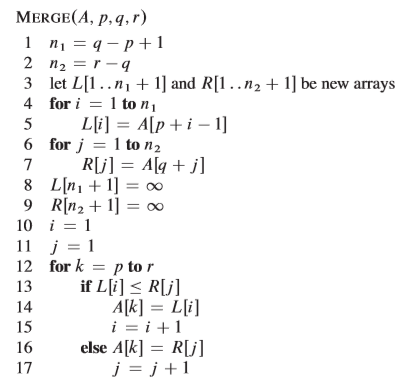 MERGE(A, p, q, r)
1 n₁ = q − p + 1
2 n₂ = r − q
3 let L[1..n₁ + 1] and R[1..n₂ + 1] be new arrays
4 for i = 1 to n₁
5 L[i] = A[p + i − 1]
6 for j = 1 to n₂
7 R[j] = A[q + j]
8 L[n₁ + 1] = ∞
9 R[n₂ + 1] = ∞
10 i = 1
11 j = 1
12 for k = p to r
13 if L[i] ≤ R[j]
14 A[k] = L[i]
15 i = i + 1
16 else A[k] = R[j]
17 j = j + 1